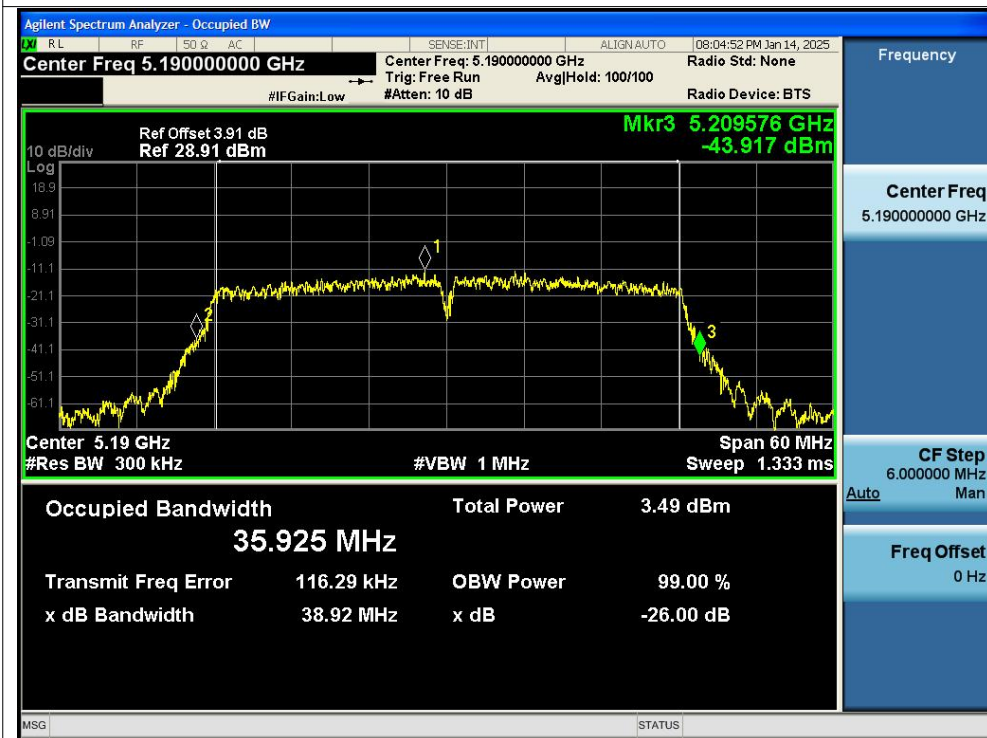 Agilent Spectrum Analyzer - Occupied BW
LXI RL RF 50 Ω AC SENSE:INT ALIGN AUTO 08:04:52 PM Jan 14, 2025
Center Freq 5.190000000 GHz
Center Freq: 5.190000000 GHz
Radio Std: None
Trig: Free Run Avg|Hold: 100/100
#IFGain:Low #Atten: 10 dB Radio Device: BTS
Frequency
Mkr3 5.209576 GHz
-43.917 dBm
Ref Offset 3.91 dB
10 dB/div Ref 28.91 dBm
Log
18.9
8.91
-1.09
-11.1
-21.1
-31.1
-41.1
-51.1
-61.1
1
2
3
Center 5.19 GHz Span 60 MHz
#Res BW 300 kHz #VBW 1 MHz Sweep 1.333 ms
Occupied Bandwidth Total Power 3.49 dBm
35.925 MHz
Transmit Freq Error 116.29 kHz OBW Power 99.00 %
x dB Bandwidth 38.92 MHz x dB -26.00 dB
Center Freq
5.190000000 GHz
CF Step
6.000000 MHz
Auto Man
Freq Offset
0 Hz
MSG STATUS